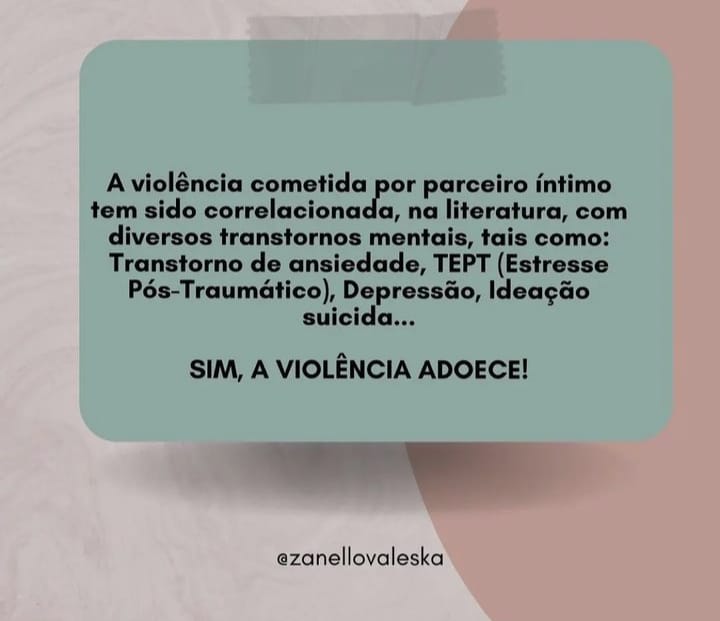 A violência cometida por parceiro íntimo
tem sido correlacionada, na literatura, com
diversos transtornos mentais, tais como:
Transtorno de ansiedade, TEPT (Estresse
Pós-Traumático), Depressão, Ideação
suicida...
SIM, A VIOLÊNCIA ADOECE!
@zanellovaleska